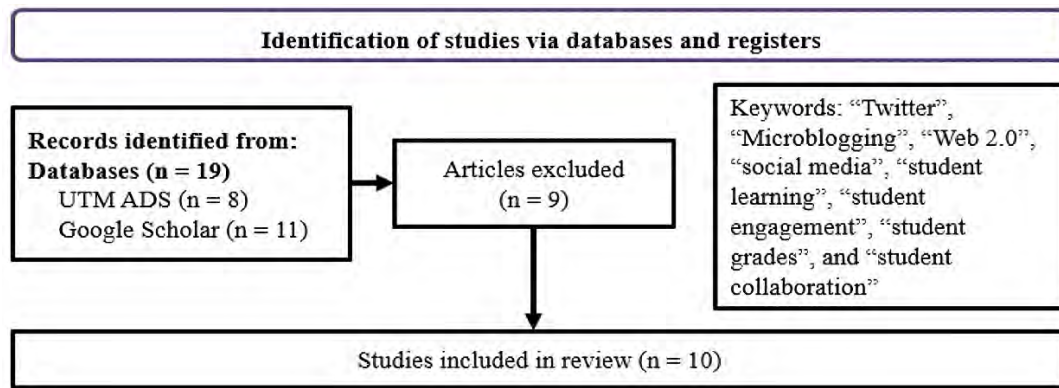 Identification of studies via databases and registers
Records identified from:
Databases (n = 19)
UTM ADS (n = 8)
Google Scholar (n = 11)
Articles excluded
(n = 9)
Keywords: “Twitter”,
“Microblogging”, “Web 2.0”,
“social media”, “student
learning”, “student
engagement”, “student
grades”, and “student
collaboration”
Studies included in review (n = 10)